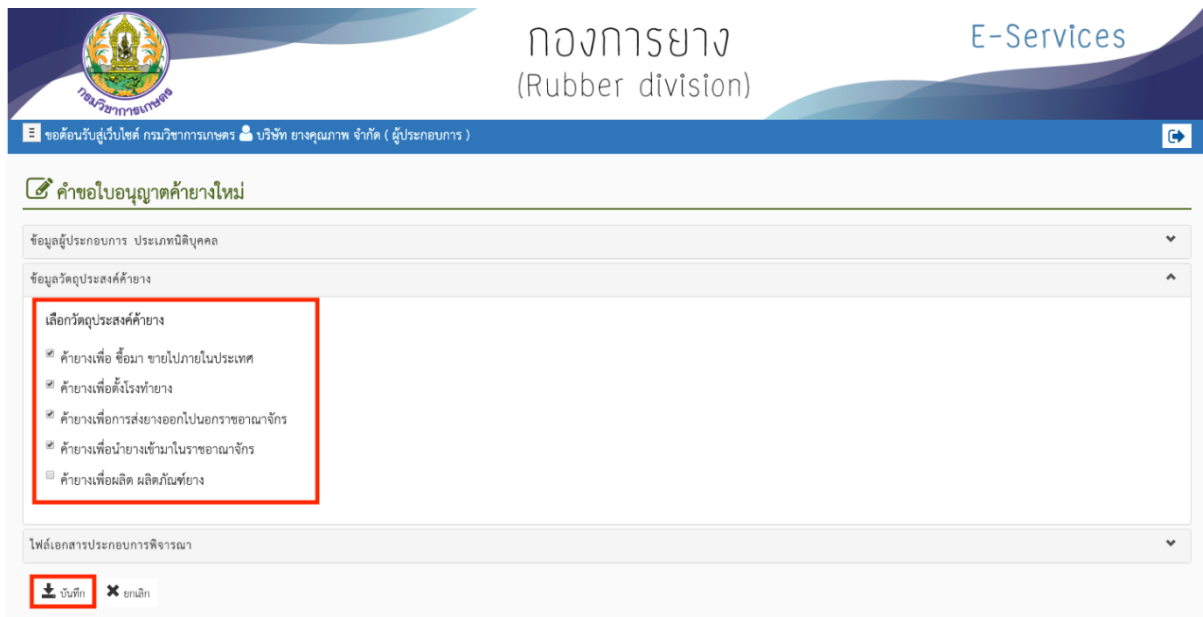 กรมวิชาการเกษตร
กองการยาง
(Rubber division)
E-Services
ขอต้อนรับสู่เว็บไซต์ กรมวิชาการเกษตร บริษัท ยางคุณภาพ จำกัด ( ผู้ประกอบการ )
คำขอใบอนุญาตค้ายางใหม่
ข้อมูลผู้ประกอบการ ประเภทนิติบุคคล
ข้อมูลวัตถุประสงค์ค้ายาง
เลือกวัตถุประสงค์ค้ายาง
ค้ายางเพื่อ ซื้อมา ขายไปภายในประเทศ
ค้ายางเพื่อตั้งโรงทำยาง
ค้ายางเพื่อการส่งยางออกไปนอกราชอาณาจักร
ค้ายางเพื่อนำยางเข้ามาในราชอาณาจักร
ค้ายางเพื่อผลิต ผลิตภัณฑ์ยาง
ไฟล์เอกสารประกอบการพิจารณา
บันทึก ยกเลิก